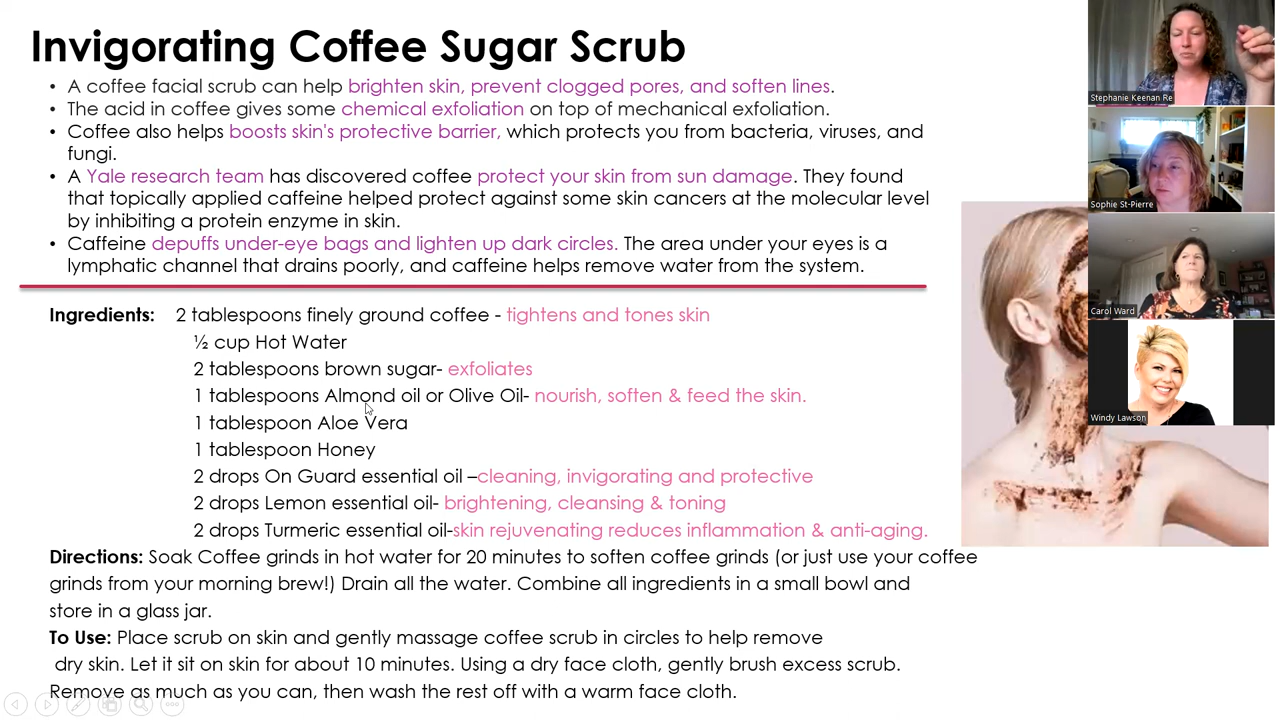 Invigorating Coffee Sugar Scrub
• A coffee facial scrub can help brighten skin, prevent clogged pores, and soften lines.
• The acid in coffee gives some chemical exfoliation on top of mechanical exfoliation.
• Coffee also helps boosts skin's protective barrier, which protects you from bacteria, viruses, and
fungi.
• A Yale research team has discovered coffee protect your skin from sun damage. They found
that topically applied caffeine helped protect against some skin cancers at the molecular level
by inhibiting a protein enzyme in skin.
• Caffeine depuffs under-eye bags and lighten up dark circles. The area under your eyes is a
lymphatic channel that drains poorly, and caffeine helps remove water from the system.
Ingredients: 2 tablespoons finely ground coffee - tightens and tones skin
½ cup Hot Water
2 tablespoons brown sugar- exfoliates
1 tablespoons Almond oil or Olive Oil- nourish, soften & feed the skin.
1 tablespoon Aloe Vera
1 tablespoon Honey
2 drops On Guard essential oil –cleaning, invigorating and protective
2 drops Lemon essential oil- brightening, cleansing & toning
2 drops Turmeric essential oil-skin rejuvenating reduces inflammation & anti-aging.
Directions: Soak Coffee grinds in hot water for 20 minutes to soften coffee grinds (or just use your coffee
grinds from your morning brew!) Drain all the water. Combine all ingredients in a small bowl and
store in a glass jar.
To Use: Place scrub on skin and gently massage coffee scrub in circles to help remove
dry skin. Let it sit on skin for about 10 minutes. Using a dry face cloth, gently brush excess scrub.
Remove as much as you can, then wash the rest off with a warm face cloth.
Stephanie Keenan Re
Sophie St-Pierre
Carol Ward
Windy Lawson